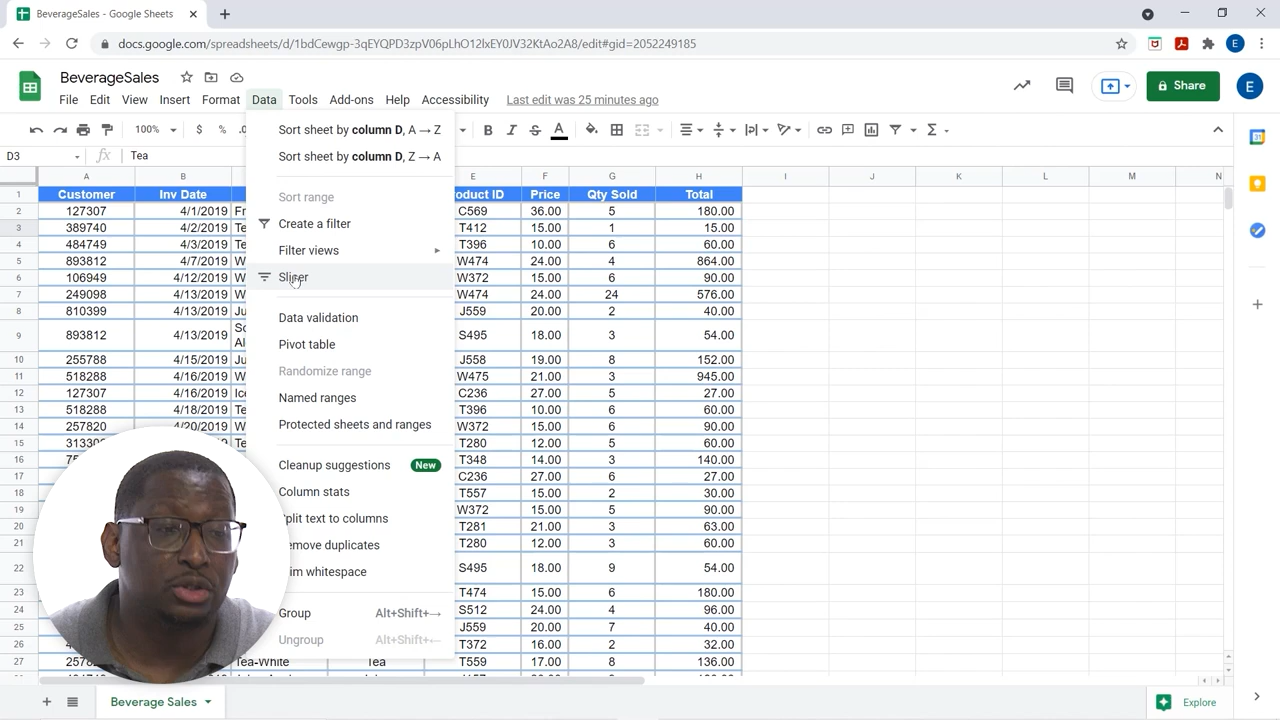 BeverageSales - Google Sheets
docs.google.com/spreadsheets/d/1bdCewgp-3qEYQPD3zpV06pLhO12lxEY0JV32KtAo2A8/edit#gid=2052249185
E
BeverageSales
File Edit View Insert Format Data Tools Add-ons Help Accessibility Last edit was 25 minutes ago
Share
E
100% $ % .0 B I S A
D3 fx Tea
Sort sheet by column D, A → Z
Sort sheet by column D, Z → A
Sort range
Create a filter
Filter views
Slicer
Data validation
Pivot table
Randomize range
Named ranges
Protected sheets and ranges
Cleanup suggestions New
Column stats
plit text to columns
emove duplicates
im whitespace
Group Alt+Shift+→
Ungroup Alt+Shift+←
A B E F G H I J K L M N
1 Customer Inv Date oduct ID Price Qty Sold Total
2 127307 4/1/2019 Fr C569 36.00 5 180.00
3 389740 4/2/2019 Te T412 15.00 1 15.00
4 484749 4/3/2019 Te T396 10.00 6 60.00
5 893812 4/7/2019 W W474 24.00 4 864.00
6 106949 4/12/2019 W W372 15.00 6 90.00
7 249098 4/13/2019 W W474 24.00 24 576.00
8 810399 4/13/2019 Ju J559 20.00 2 40.00
9 893812 4/13/2019 So Al S495 18.00 3 54.00
10 255788 4/15/2019 Ju J558 19.00 8 152.00
11 518288 4/16/2019 W W475 21.00 3 945.00
12 127307 4/16/2019 Ice C236 27.00 5 27.00
13 518288 4/18/2019 Te T396 10.00 6 60.00
14 257820 4/20/2019 W W372 15.00 6 90.00
15 31330 Te T280 12.00 5 60.00
16 75 T348 14.00 3 140.00
17 C236 27.00 6 27.00
18 T557 15.00 2 30.00
19 W372 15.00 5 90.00
20 T281 21.00 3 63.00
21 T280 12.00 3 60.00
22 S495 18.00 9 54.00
23 T474 15.00 6 180.00
24 S512 24.00 4 96.00
25 J559 20.00 7 40.00
26 4 T372 16.00 2 32.00
27 2578 Tea-White Tea T559 17.00 8 136.00
Beverage Sales
Explore